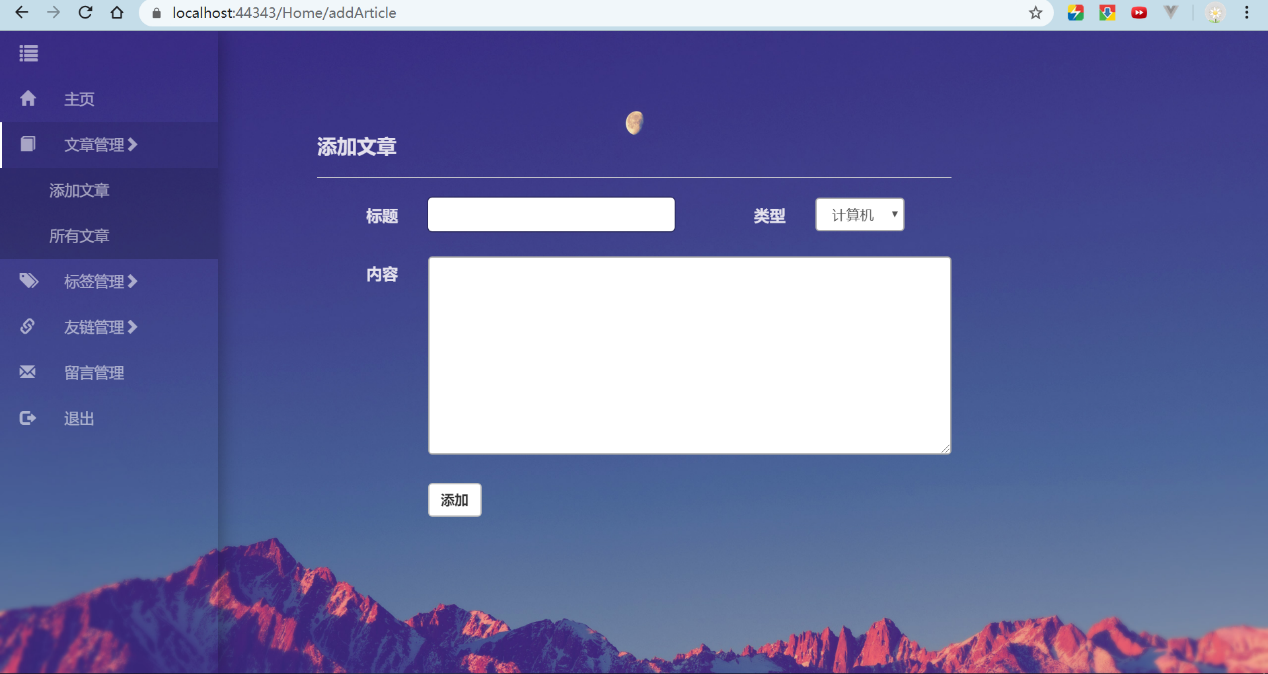 localhost:44343/Home/addArticle
主页
文章管理
添加文章
所有文章
标签管理
友链管理
留言管理
退出
添加文章
标题
类型
计算机
内容
添加